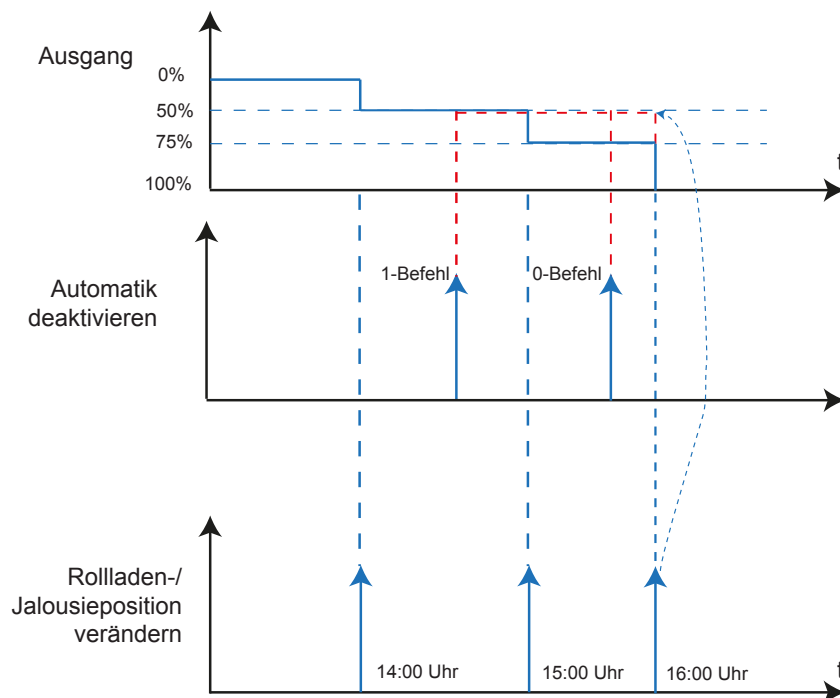 Ausgang
0%
50%
75%
100%
t
1-Befehl
0-Befehl
Automatik
deaktivieren
Rollladen-/
Jalousieposition
verändern
14:00 Uhr
15:00 Uhr
16:00 Uhr
t